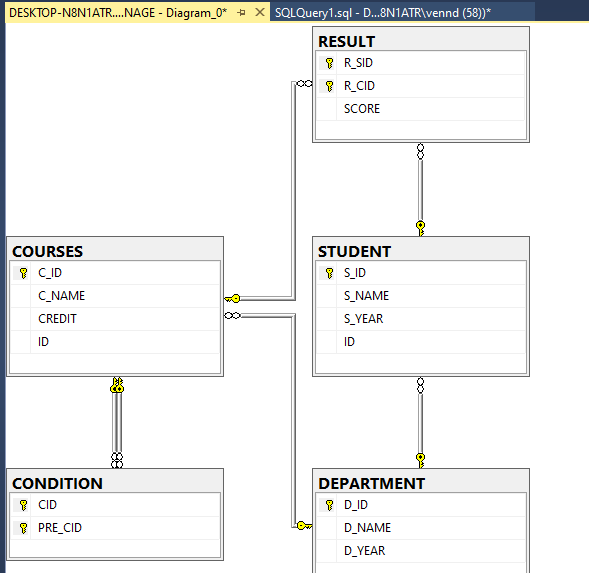 DESKTOP-N8N1ATR....NAGE - Diagram_0*
SQLQuery1.sql - D...8N1ATR\vennd (58))*
RESULT
R_SID
R_CID
SCORE
COURSES
C_ID
C_NAME
CREDIT
ID
STUDENT
S_ID
S_NAME
S_YEAR
ID
CONDITION
CID
PRE_CID
DEPARTMENT
D_ID
D_NAME
D_YEAR